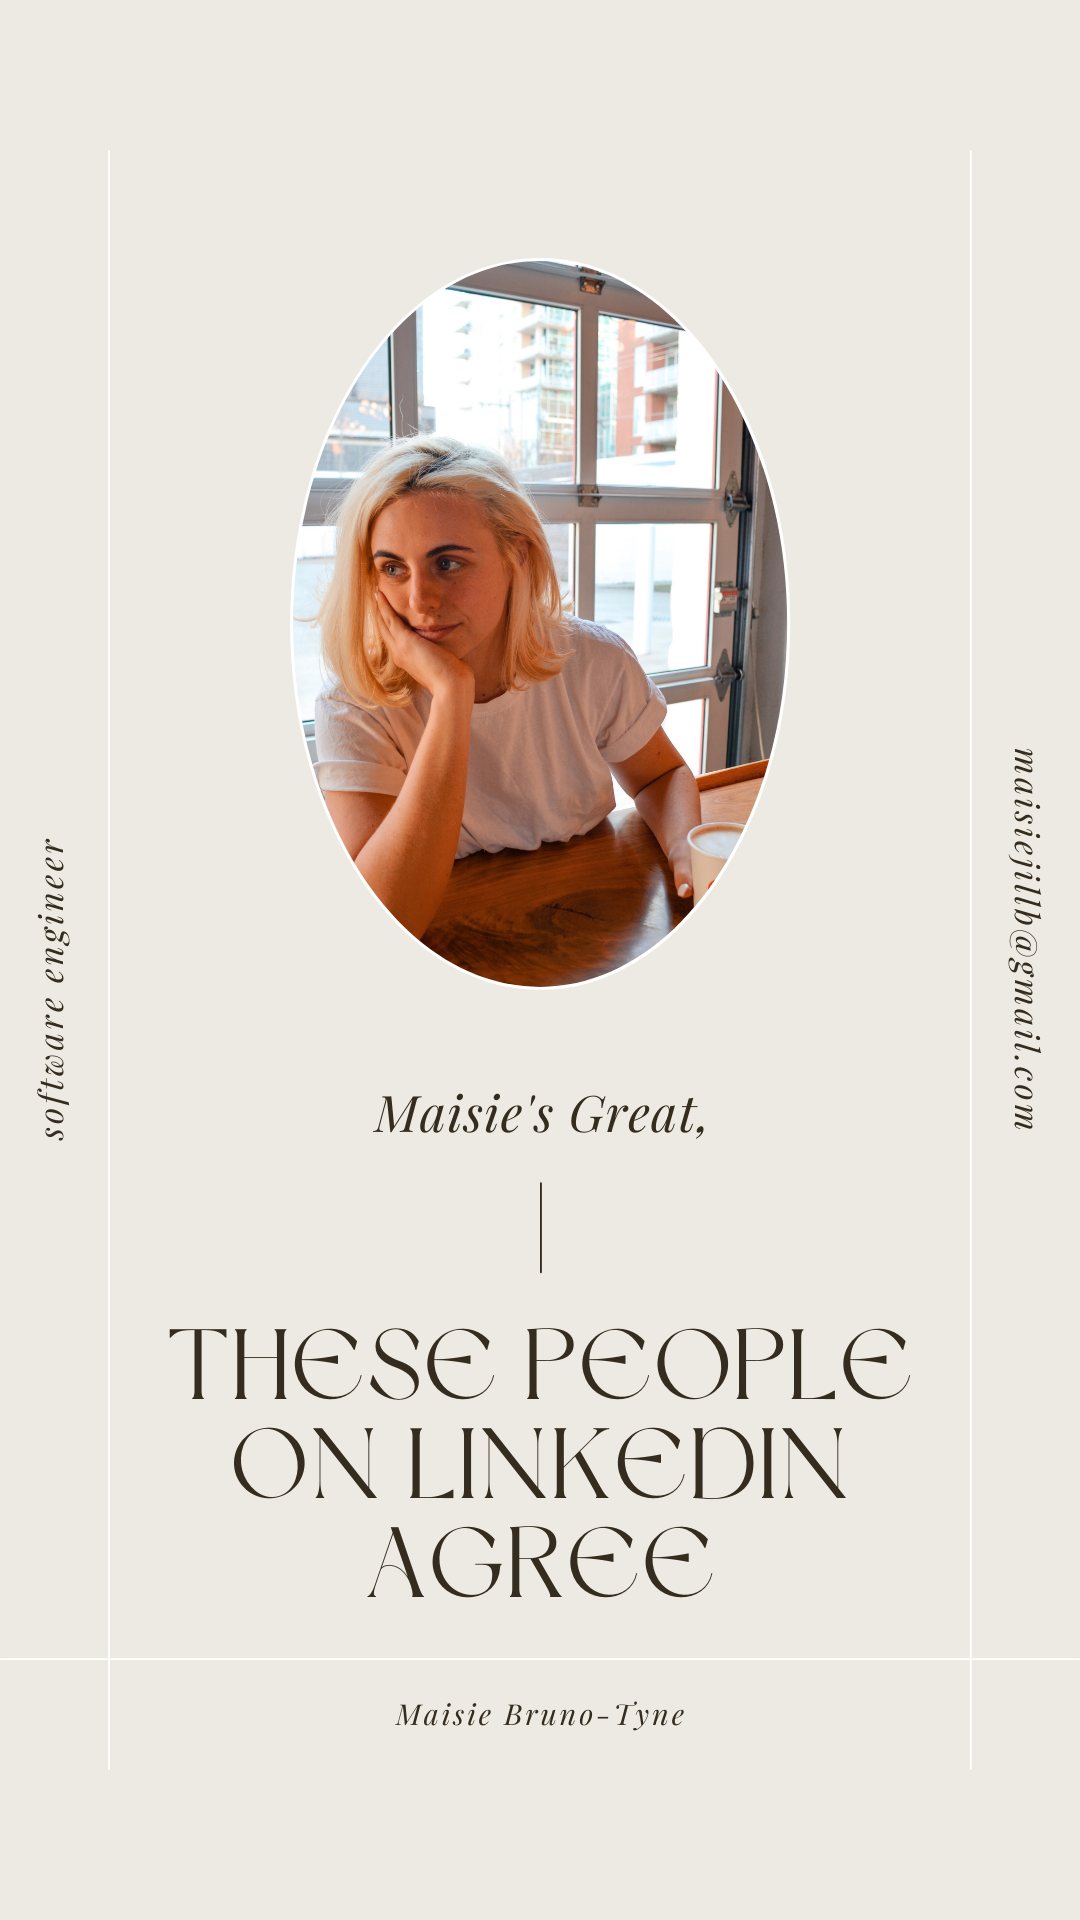 software engineer
maisiejillb@gmail.com
Maisie's Great,
THESE PEOPLE
ON LINKEDIN
AGREE
Maisie Bruno-Tyne